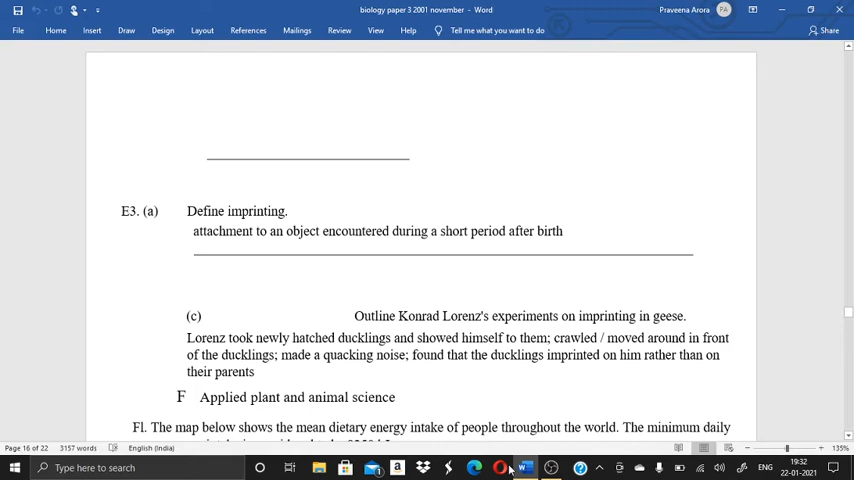 biology paper 3 2001 november - Word
Praveena Arora
PA
File Home Insert Draw Design Layout References Mailings Review View Help Tell me what you want to do Share
E3. (a) Define imprinting.
attachment to an object encountered during a short period after birth
(c) Outline Konrad Lorenz's experiments on imprinting in geese.
Lorenz took newly hatched ducklings and showed himself to them; crawled / moved around in front
of the ducklings; made a quacking noise; found that the ducklings imprinted on him rather than on
their parents
F Applied plant and animal science
Fl. The map below shows the mean dietary energy intake of people throughout the world. The minimum daily
Page 16 of 22 3157 words English (India) 135%
Type here to search ENG 19:32
22-01-2021